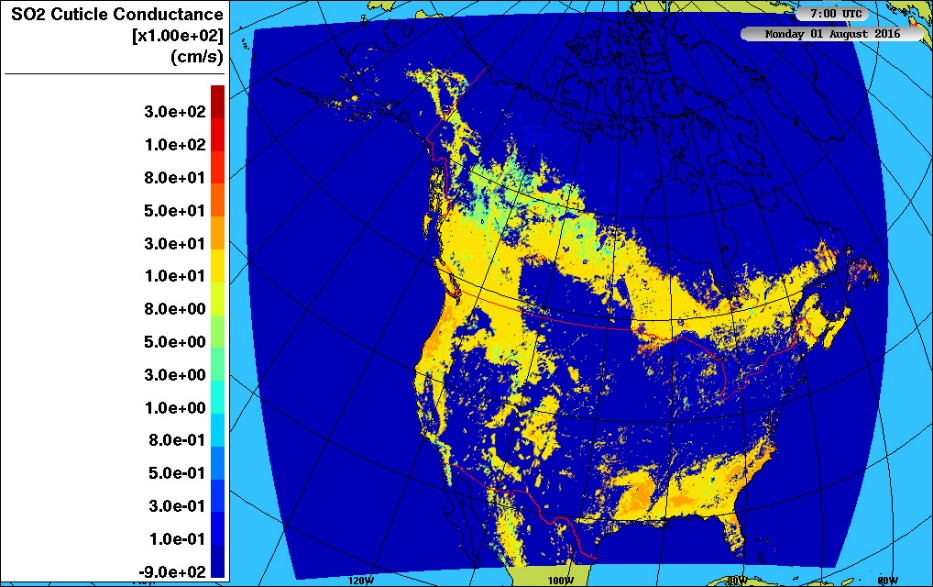 SO2 Cuticle Conductance
[x1.00e+02]
(cm/s)
7:00 UTC
Monday 01 August 2016
3.0e+02
1.0e+02
8.0e+01
5.0e+01
3.0e+01
1.0e+01
8.0e+00
5.0e+00
3.0e+00
1.0e+00
8.0e-01
5.0e-01
3.0e-01
1.0e-01
-9.0e+02
120W
100W